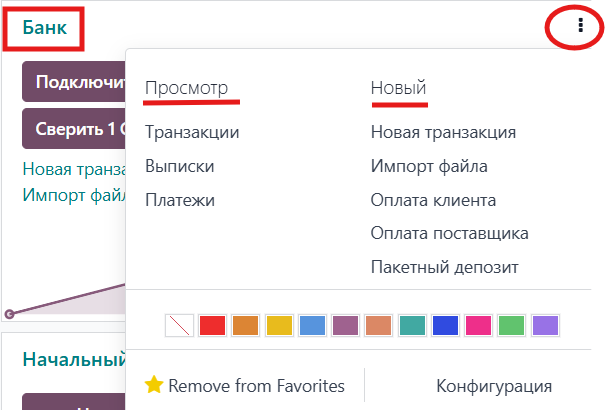 Банк
Подключит
Сверить 1
Новая транза
Импорт файл
Просмотр
Транзакции
Выписки
Платежи
Новый
Новая транзакция
Импорт файла
Оплата клиента
Оплата поставщика
Пакетный депозит
Начальный
Remove from Favorites
Конфигурация